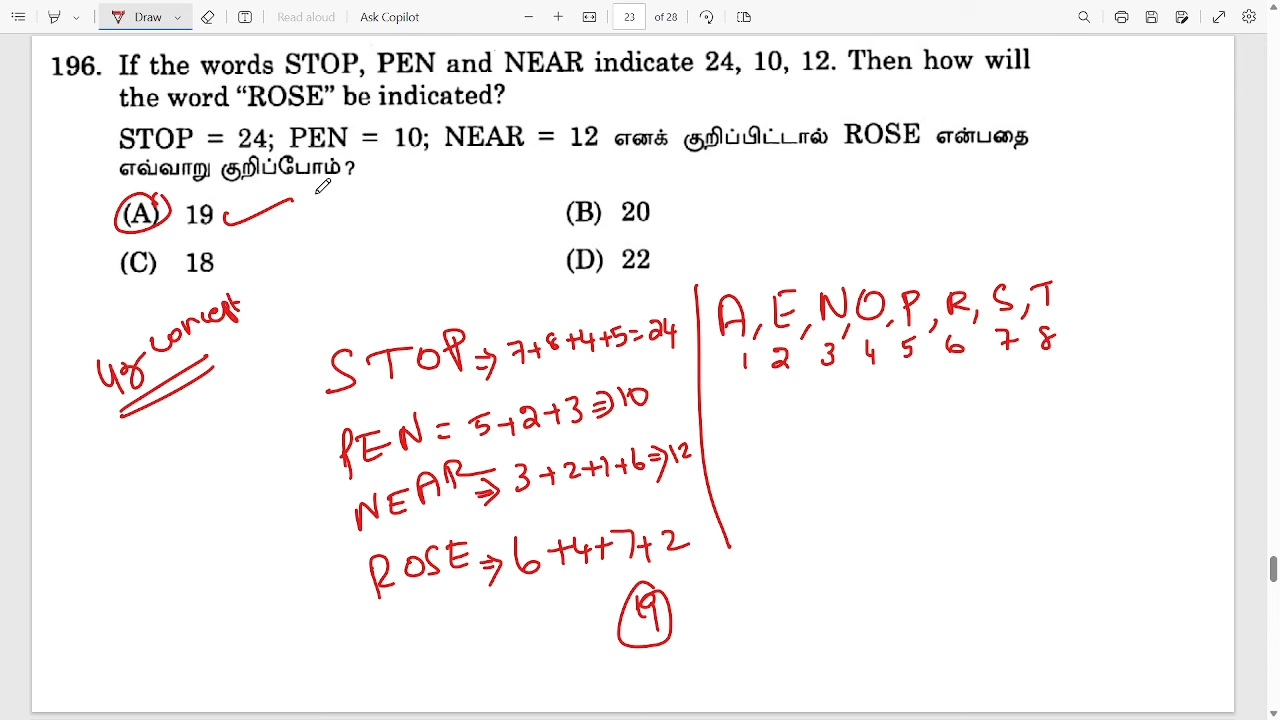 Draw
Read aloud
Ask Copilot
23
of 28
196. If the words STOP, PEN and NEAR indicate 24, 10, 12. Then how will
the word “ROSE” be indicated?
STOP = 24; PEN = 10; NEAR = 12 எனக் குறிப்பிட்டால் ROSE என்பதை
எவ்வாறு குறிப்போம்?
(A) 19
(B) 20
(C) 18
(D) 22
concept
STOP ⇒ 7+8+4+5=24
PEN = 5+2+3⇒10
NEAR ⇒ 3+2+1+6⇒12
ROSE ⇒ 6+4+7+2
19
A, E, N, O, P, R, S, T
1 2 3 4 5 6 7 8